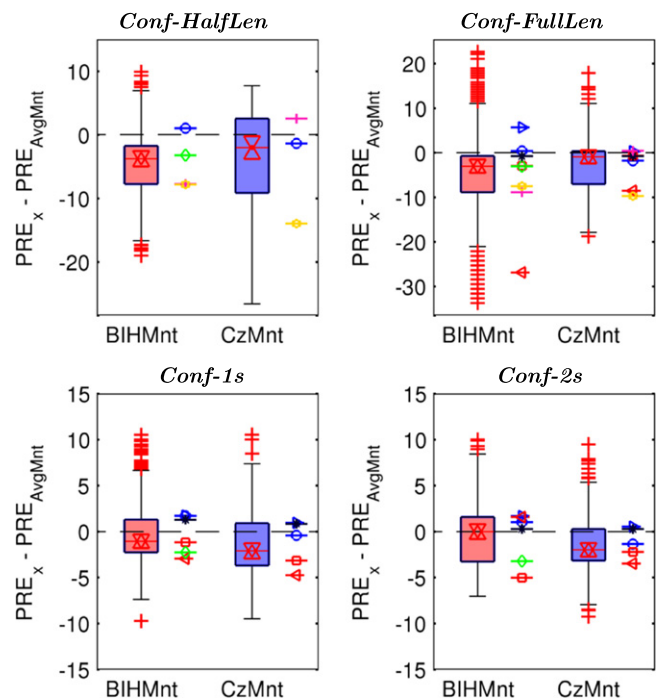 Conf-HalfLen
Conf-FullLen
PREx - PREAvgMnt
10
0
-10
-20
BIHMnt
CzMnt
PREx - PREAvgMnt
20
10
0
-10
-20
-30
BIHMnt
CzMnt
Conf-1s
Conf-2s
PREx - PREAvgMnt
15
10
5
0
-5
-10
-15
BIHMnt
CzMnt
PREx - PREAvgMnt
15
10
5
0
-5
-10
-15
BIHMnt
CzMnt